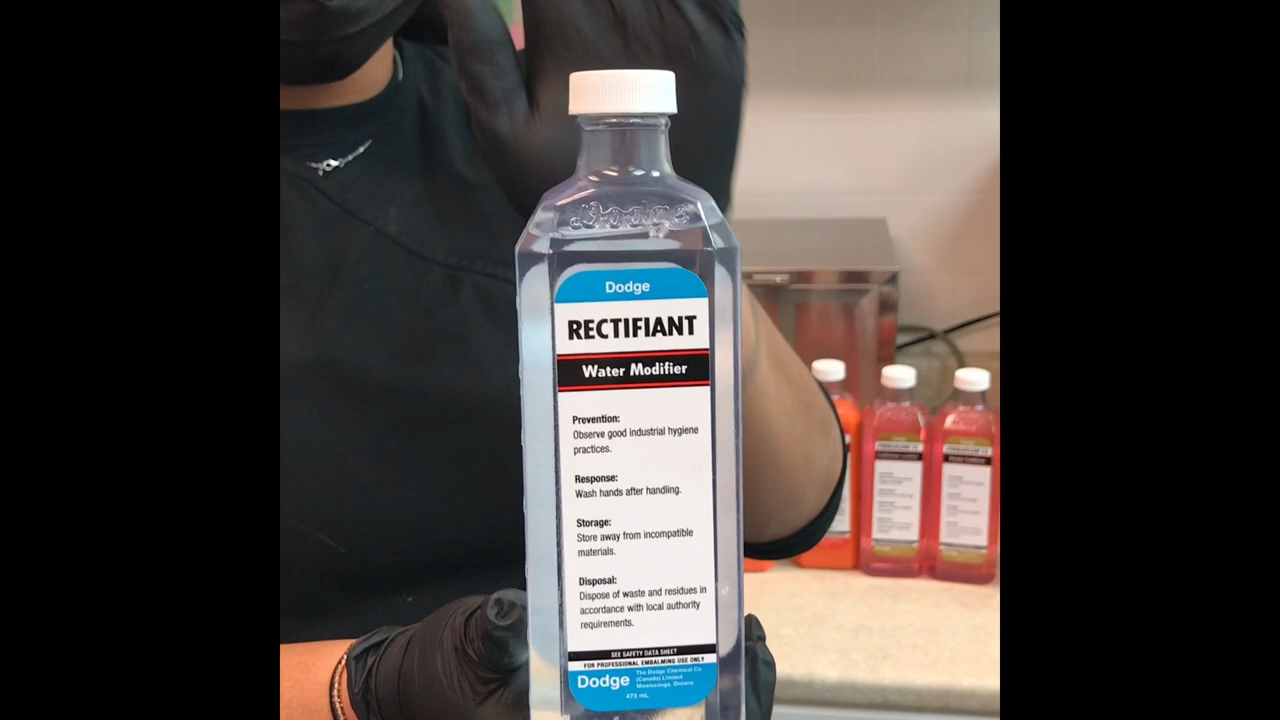 Dodge
Dodge
RECTIFIANT
Water Modifier
Prevention:
Observe good industrial hygiene
practices.
Response:
Wash hands after handling.
Storage:
Store away from incompatible
materials.
Disposal:
Dispose of waste and residues in
accordance with local authority
requirements.
SEE SAFETY DATA SHEET
FOR PROFESSIONAL EMBALMING USE ONLY
Dodge
The Dodge Chemical Co
(Canada) Limited
Mississauga, Ontario
475 mL